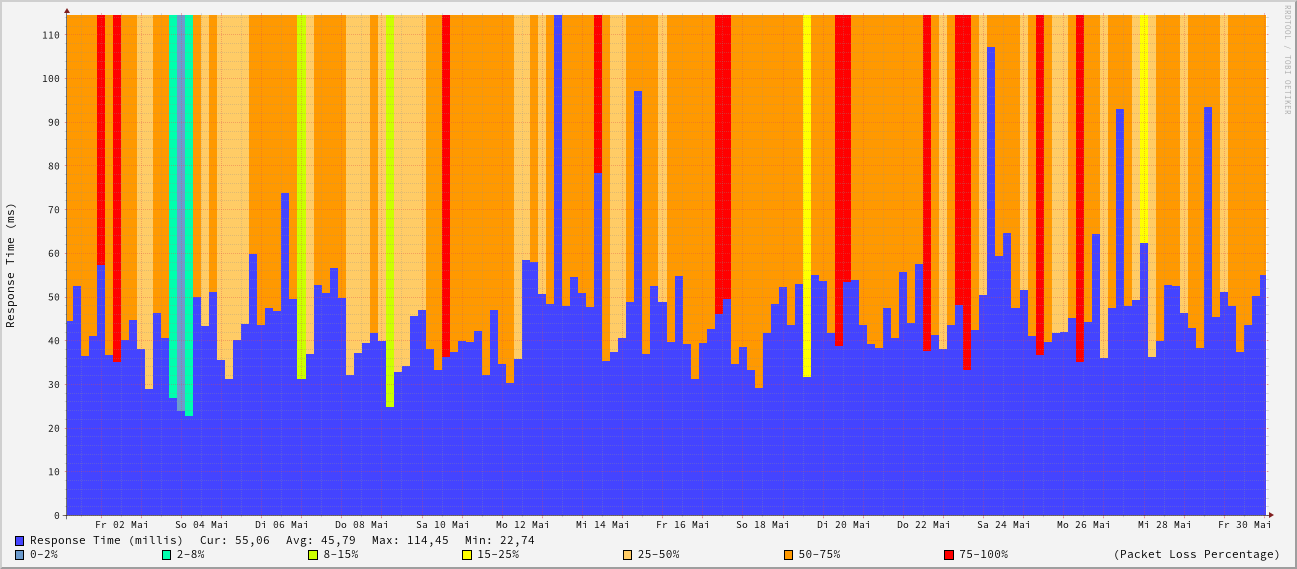 RRDTOOL / TOBI OETIKER
Response Time (ms)
110
100
90
80
70
60
50
40
30
20
10
0
Fr 02 Mai So 04 Mai Di 06 Mai Do 08 Mai Sa 10 Mai Mo 12 Mai Mi 14 Mai Fr 16 Mai So 18 Mai Di 20 Mai Do 22 Mai Sa 24 Mai Mo 26 Mai Mi 28 Mai Fr 30 Mai
Response Time (millis) Cur: 55,06 Avg: 45,79 Max: 114,45 Min: 22,74
0-2% 2-8% 8-15% 15-25% 25-50% 50-75% 75-100% (Packet Loss Percentage)